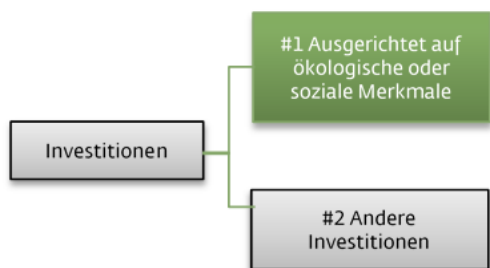 #1 Ausgerichtet auf
ökologische oder
soziale Merkmale
Investitionen
#2 Andere
Investitionen